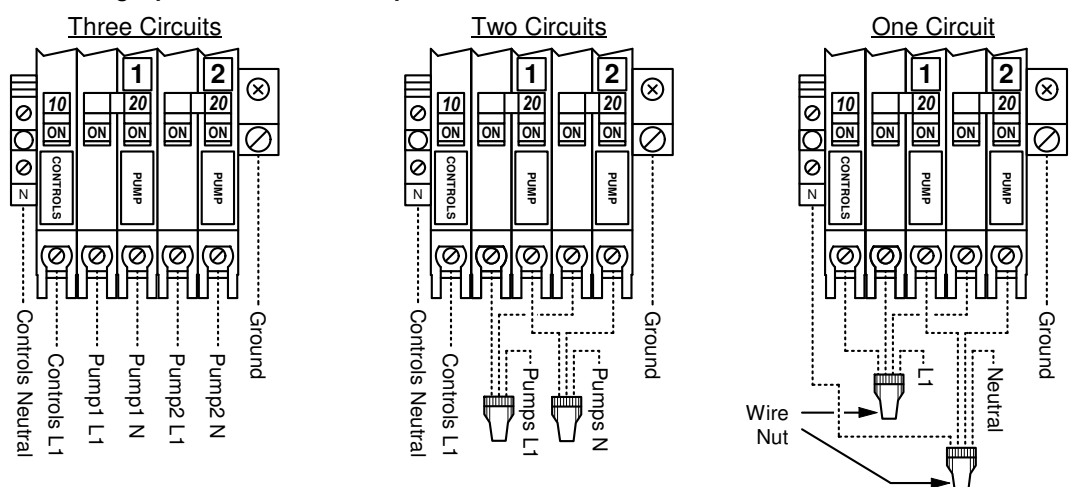 Three Circuits
1 2
10 20 20
ON ON ON ON ON
CONTROLS PUMP PUMP
N
Controls Neutral
Controls L1
Pump1 L1
Pump1 N
Pump2 L1
Pump2 N
Ground
Two Circuits
1 2
10 20 20
ON ON ON ON ON
CONTROLS PUMP PUMP
N
Controls Neutral
Controls L1
Pumps L1
Pumps N
Ground
One Circuit
1 2
10 20 20
ON ON ON ON ON
CONTROLS PUMP PUMP
N
L1
Neutral
Ground
Wire
Nut